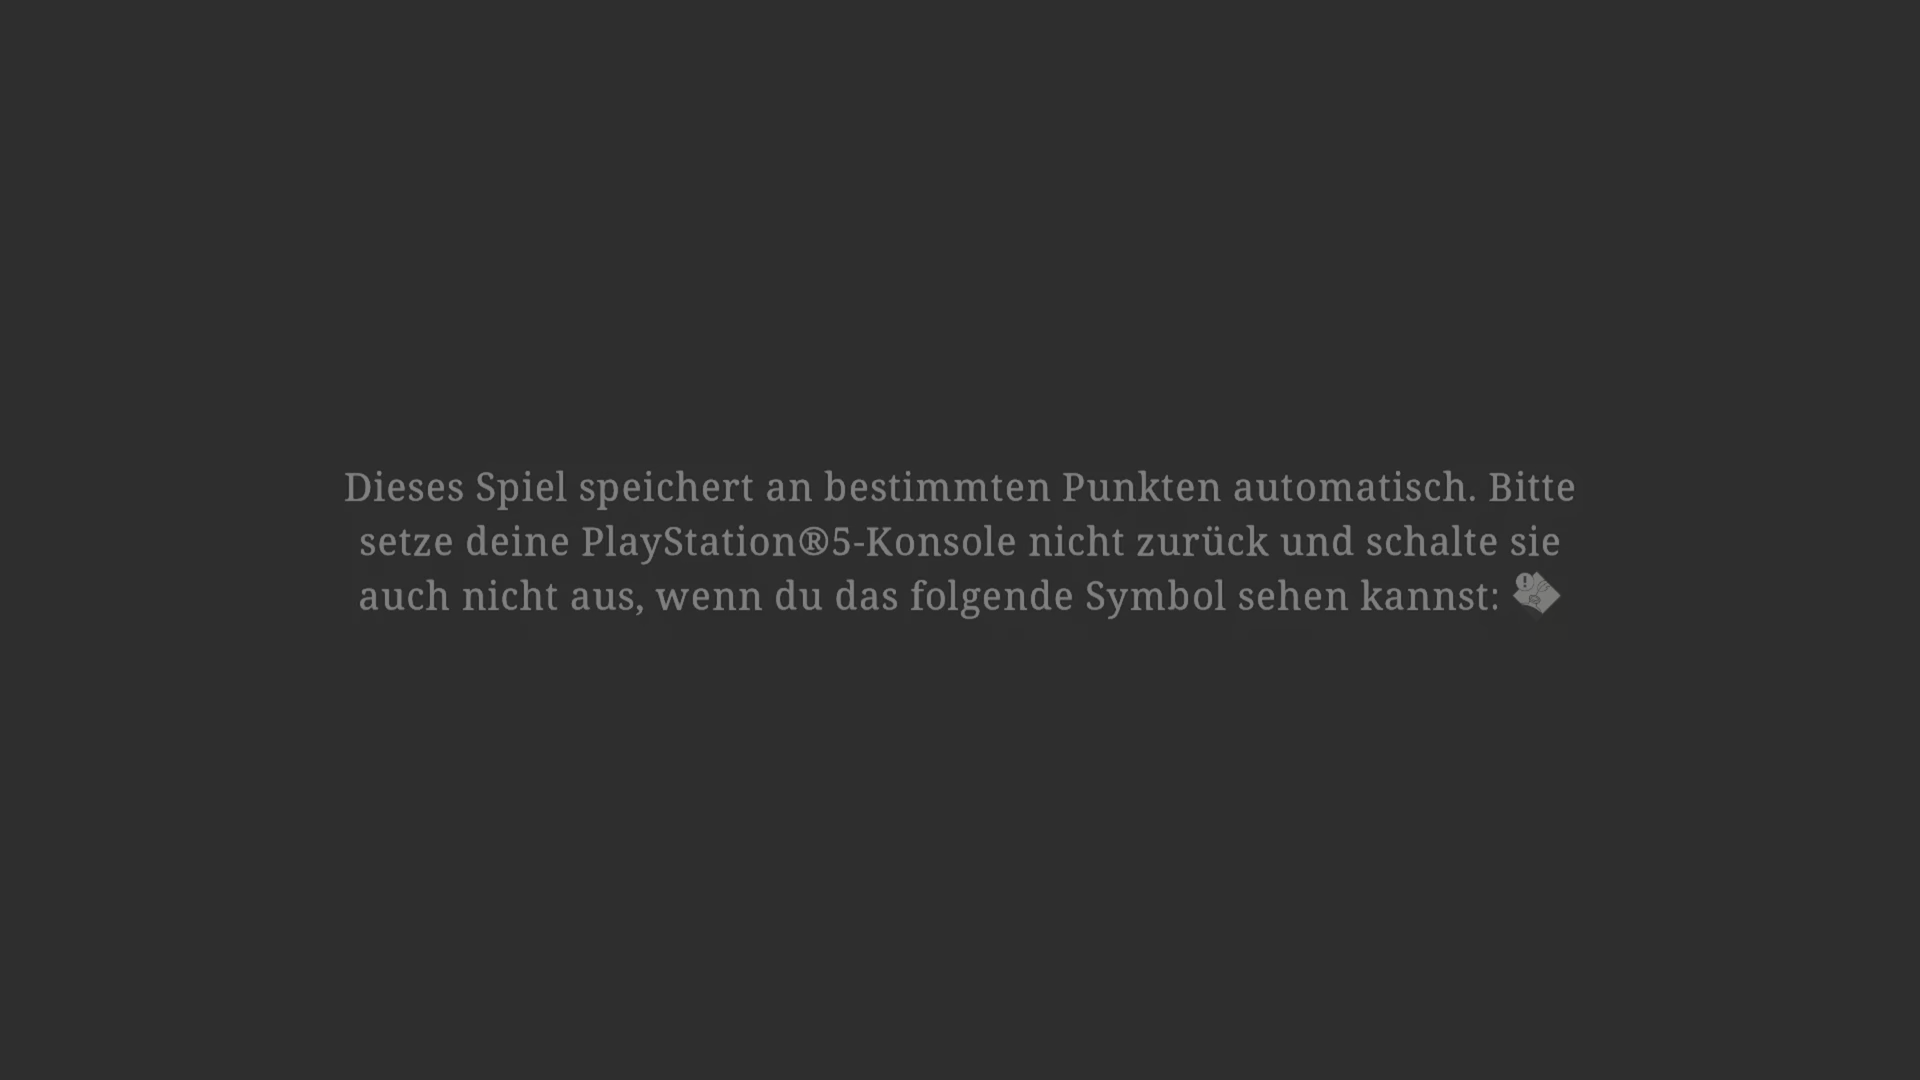 Dieses Spiel speichert an bestimmten Punkten automatisch. Bitte
setze deine PlayStation®5-Konsole nicht zurück und schalte sie
auch nicht aus, wenn du das folgende Symbol sehen kannst: